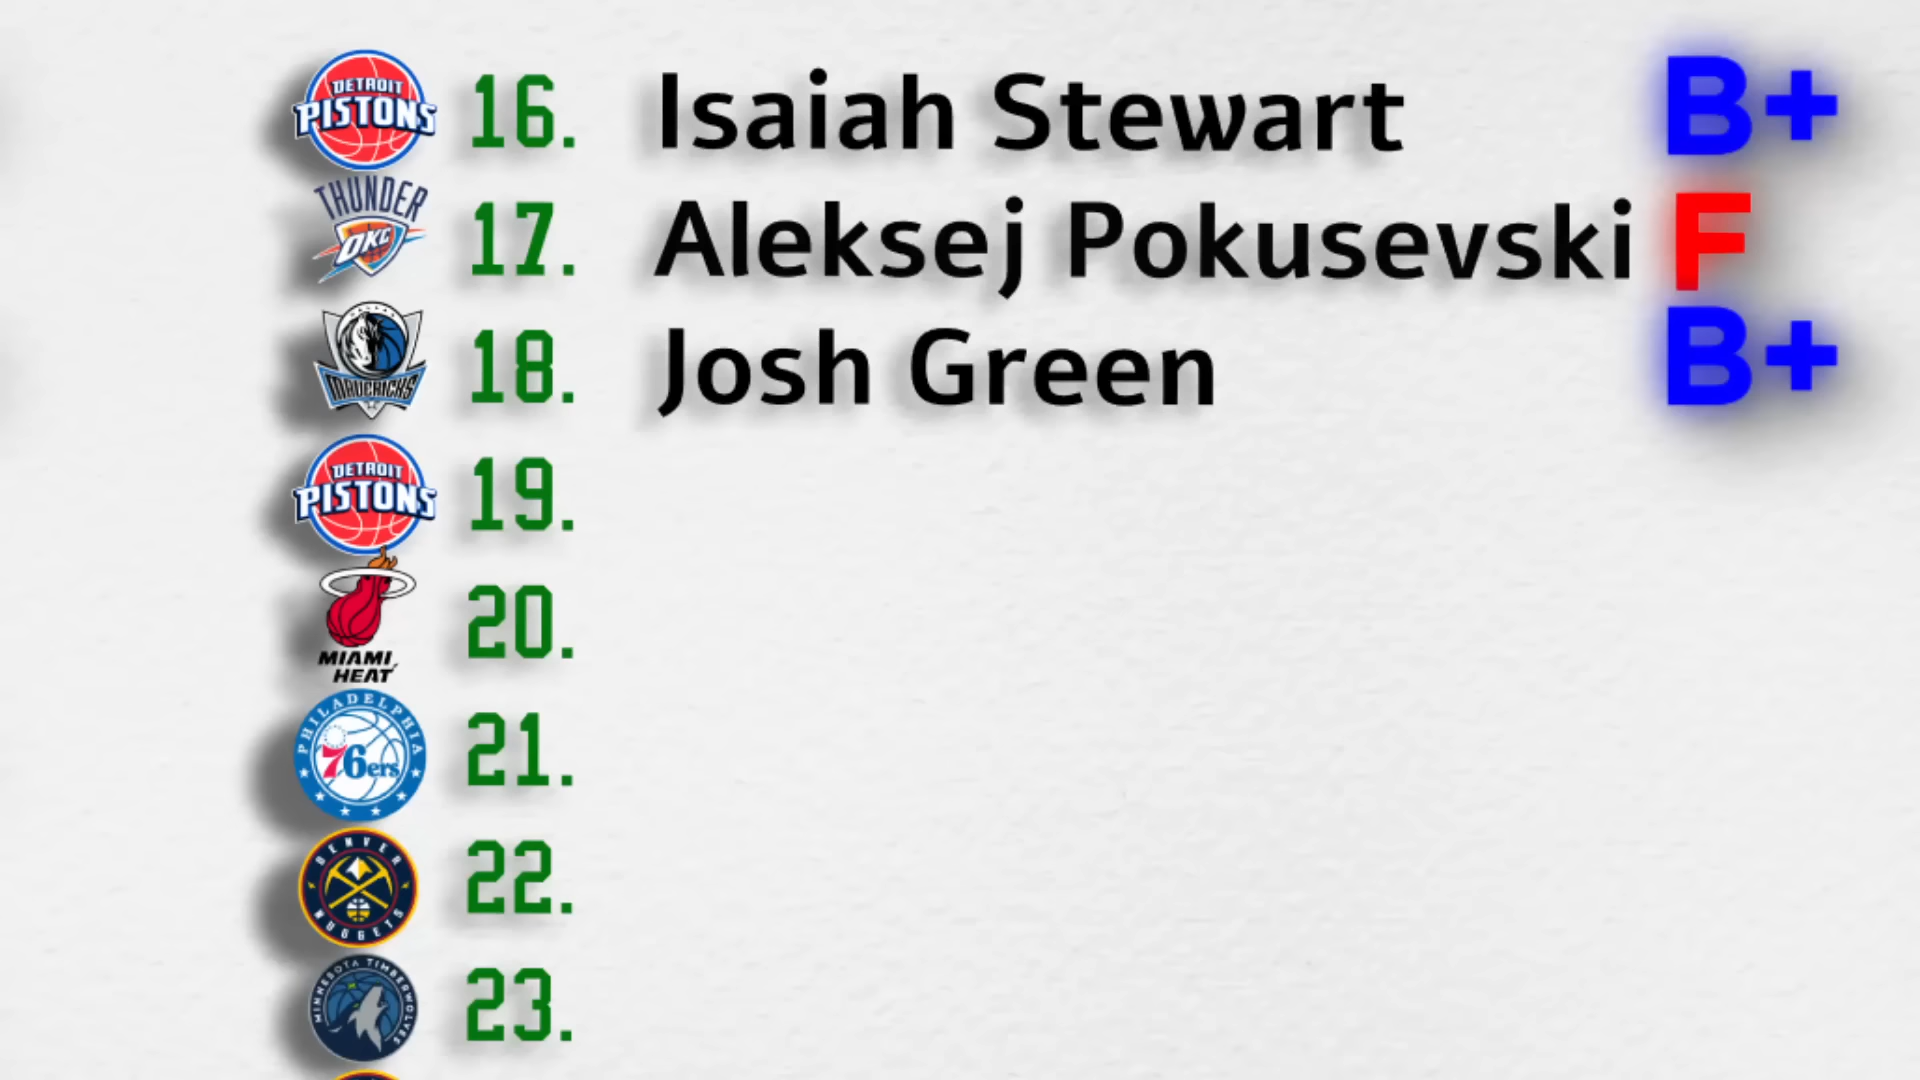 DETROIT PISTONS 16. Isaiah Stewart B+
THUNDER OKC 17. Aleksej Pokusevski F
DALLAS MAVERICKS 18. Josh Green B+
DETROIT PISTONS 19.
MIAMI HEAT 20.
PHILADELPHIA 76ers 21.
DENVER NUGGETS 22.
MINNESOTA TIMBERWOLVES 23.